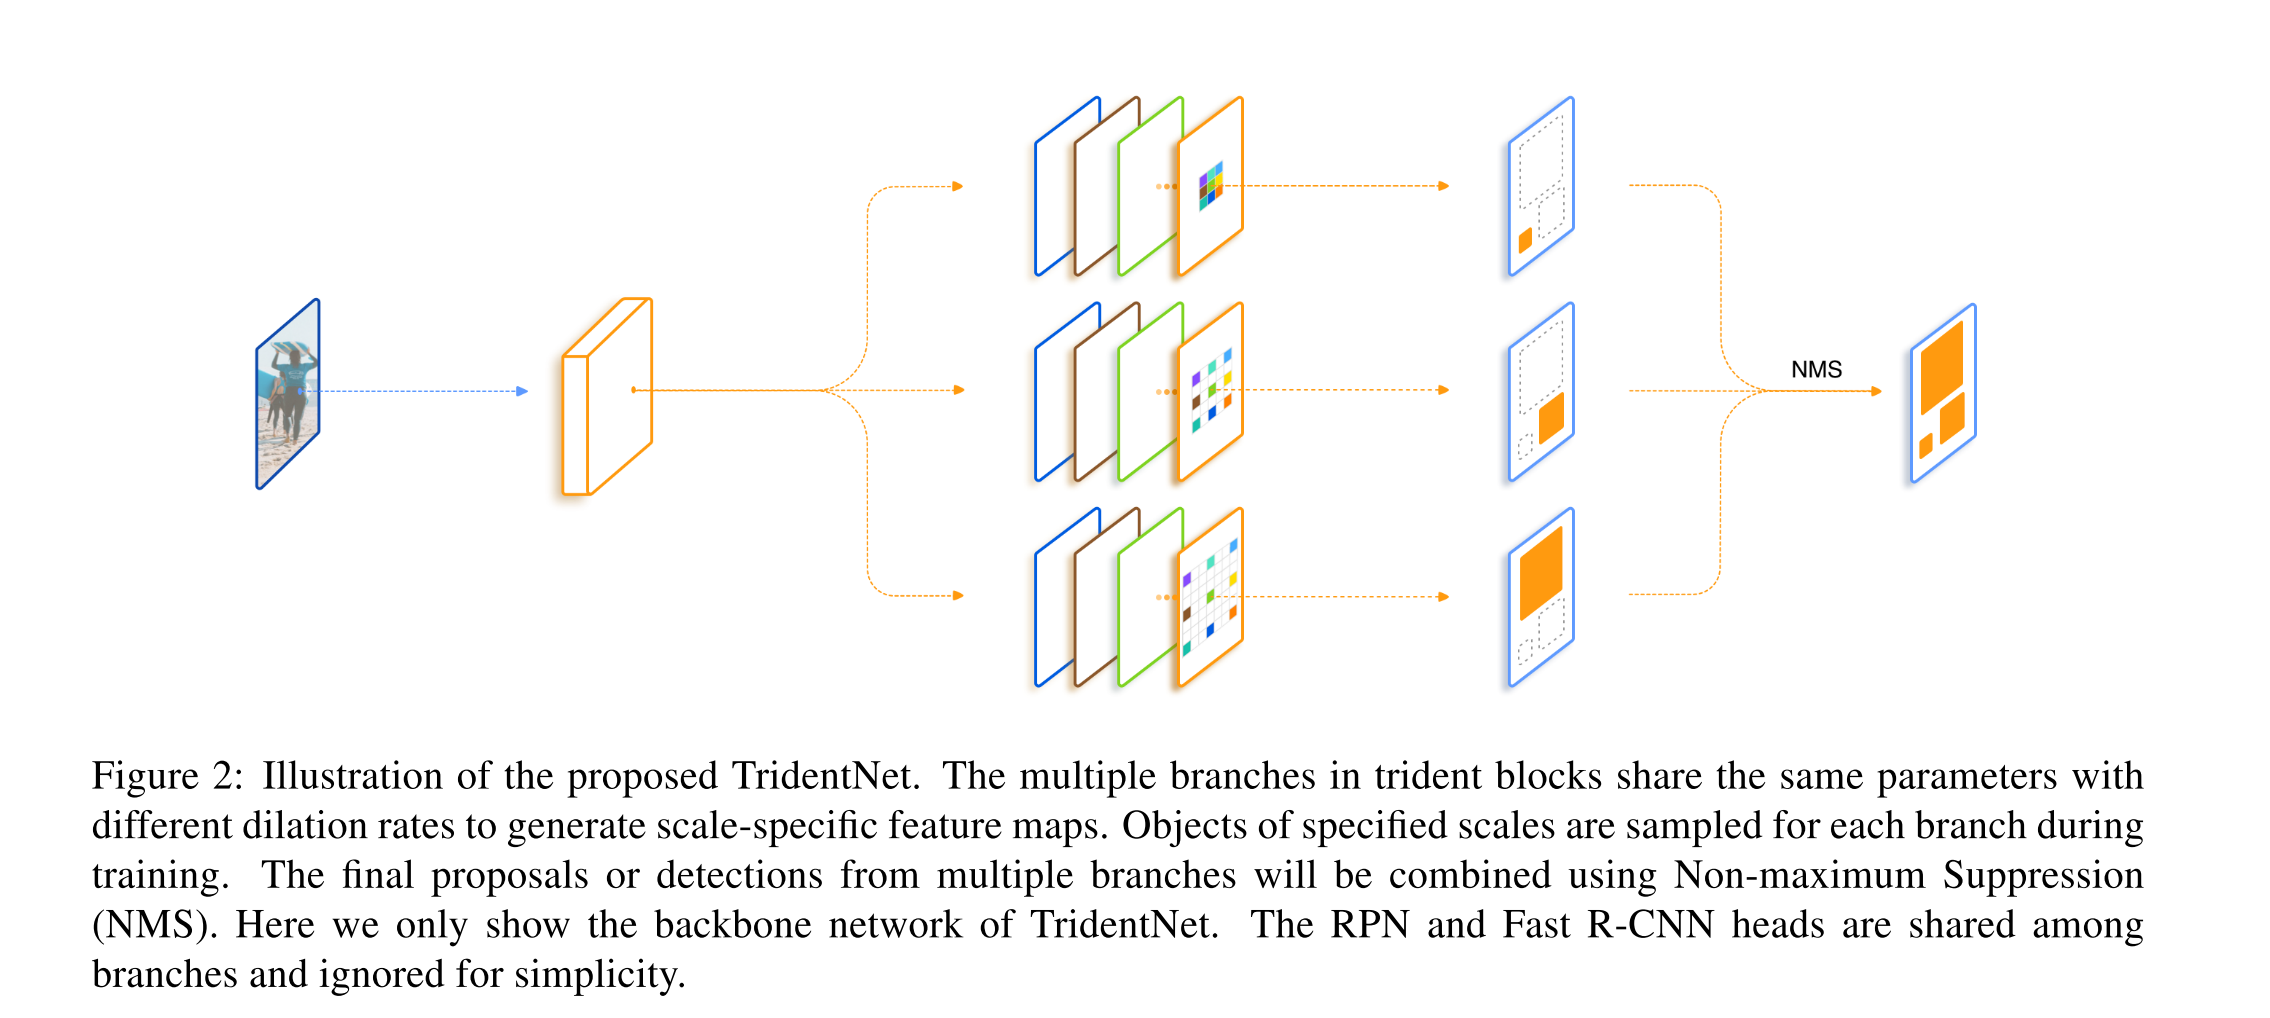 NMS
Figure 2: Illustration of the proposed TridentNet. The multiple branches in trident blocks share the same parameters with
different dilation rates to generate scale-specific feature maps. Objects of specified scales are sampled for each branch during
training. The final proposals or detections from multiple branches will be combined using Non-maximum Suppression
(NMS). Here we only show the backbone network of TridentNet. The RPN and Fast R-CNN heads are shared among
branches and ignored for simplicity.